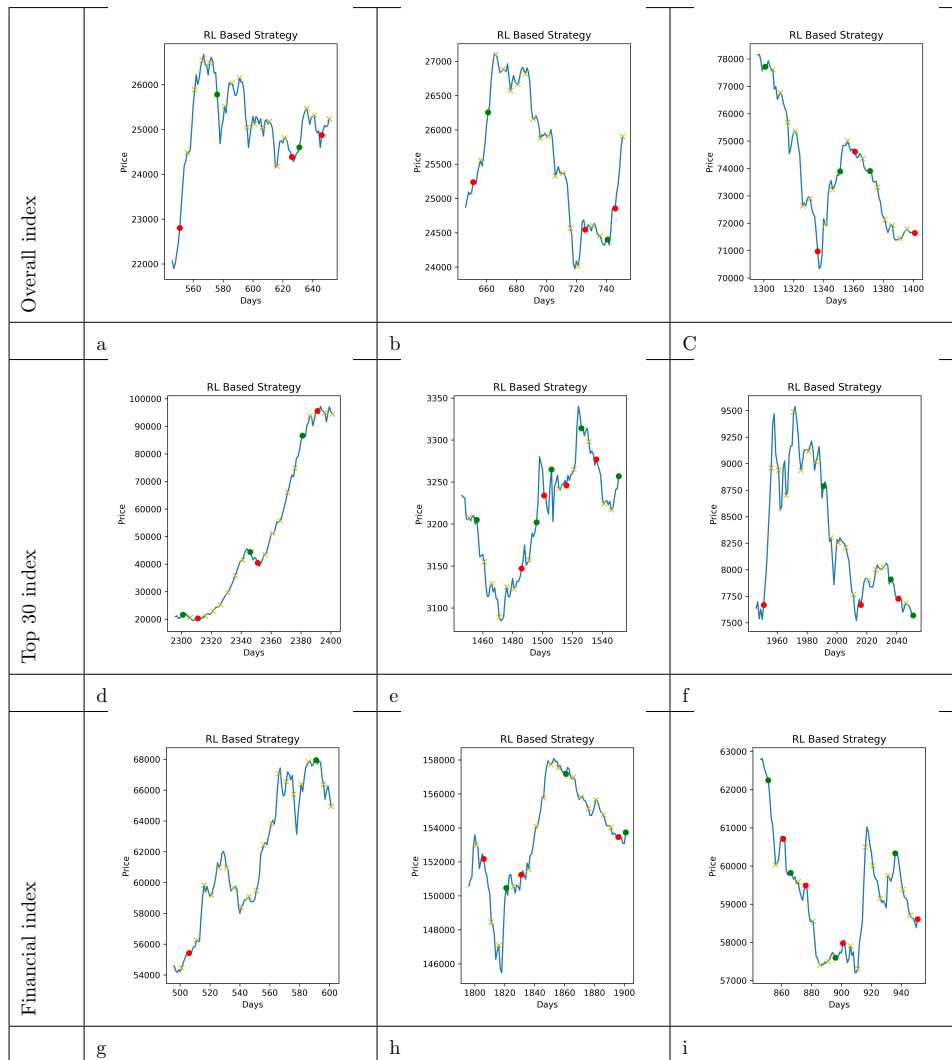 Overall index
RL Based Strategy
Price
26000
25000
24000
23000
22000
560 580 600 620 640
Days
RL Based Strategy
Price
27000
26500
26000
25500
25000
24500
24000
660 680 700 720 740
Days
RL Based Strategy
Price
78000
77000
76000
75000
74000
73000
72000
71000
70000
1300 1320 1340 1360 1380 1400
Days
a b C
Top 30 index
RL Based Strategy
Price
100000
90000
80000
70000
60000
50000
40000
30000
20000
2300 2320 2340 2360 2380 2400
Days
RL Based Strategy
Price
3350
3300
3250
3200
3150
3100
1460 1480 1500 1520 1540
Days
RL Based Strategy
Price
9500
9250
9000
8750
8500
8250
8000
7750
7500
1960 1980 2000 2020 2040
Days
d e f
Financial index
RL Based Strategy
Price
68000
66000
64000
62000
60000
58000
56000
54000
500 520 540 560 580 600
Days
RL Based Strategy
Price
158000
156000
154000
152000
150000
148000
146000
1800 1820 1840 1860 1880 1900
Days
RL Based Strategy
Price
63000
62000
61000
60000
59000
58000
57000
860 880 900 920 940
Days
g h i